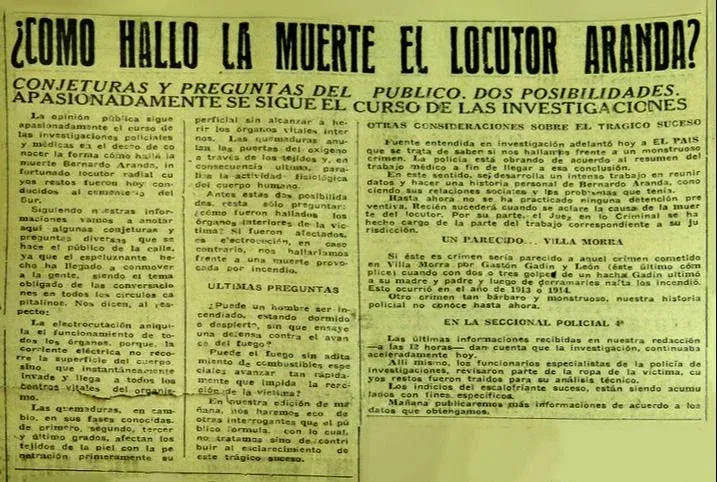 ¿COMO HALLO LA MUERTE EL LOCUTOR ARANDA?
CONJETURAS Y PREGUNTAS DEL PUBLICO. DOS POSIBILIDADES.
APASIONADAMENTE SE SIGUE EL CURSO DE LAS INVESTIGACIONES
La opinión pública sigue
apasionadamente el curso de
las investigaciones policiales
y médicas en el deseo de co
nocer la forma cómo halló la
muerte Bernardo Aranda, in
fortunado locutor radial cu
yos restos fueron hoy con
ducidos al cementerio del
Sur.
Siguiendo nuestras infor
maciones vamos a anotar
aquí algunas conjeturas y
preguntas diversas que se
hace el público de la calle,
ya que el espeluznante he
cho ha llegado a conmover
a la gente, siendo el tema
obligado de las conversacio
nes en todos los círculos ca
pitalinos. Nos dicen, al res
pecto:
La electrocutación aniqui
la el funcionamiento de to
dos los órganos, porque, la
corriente eléctrica no reco
rre la superficie del cuerpo
sino que instantáneamente
invade y llega a todos los
centros vitales del organis
mo.
Las quemaduras, en cam
bio, en sus fases conocidas,
de primero, segundo, tercer
y último grados, afectan los
tejidos de la piel con la pe
netración primeramente su
perficial sin alcanzar a he
rir los órganos vitales inter
nos. Las quemaduras anu
lan las puertas del oxígeno
a través de los tejidos y, en
consecuencia última, parali
za la actividad fisiológica
del cuerpo humano.
Antes estas dos posibilida
des, resta sólo preguntar:
¿cómo fueron hallados los
órganos interiores de la víc
tima? Si fueron afectados,
es electrocución, en caso
contrario, nos hallaríamos
frente a una muerte provo
cada por incendio.
ULTIMAS PREGUNTAS
¿Puede un hombre ser in
cendiado, estando dormido
o despierto, sin que ensayo
una defensa contra el avan
ce del fuego?
Puede el fuego sin adita
miento de combustibles espe
ciales avanzar tan rápida
mente que impida la reac
ción de la víctima?
En nuestra edición de ma
ñana, nos haremos eco de
otros interrogantes que el pú
blico formula, con lo cual,
no tratamos sino de contri
buir al esclarecimiento de
este trágico suceso.
OTRAS CONSIDERACIONES SOBRE EL TRAGICO SUCESO
Fuente entendida en investigación adelantó hoy a EL PAIS
que se trata de saber si nos hallamos frente a un monstruoso
crimen. La policía está obrando de acuerdo al resumen del
trabajo médico a fin de llegar a esa conclusión.
En este sentido, se desarrolla un intenso trabajo en reunir
datos y hacer una historia personal de Bernardo Aranda, cono
ciendo sus relaciones sociales y los problemas que tenía.
Hasta ahora no se ha practicado ninguna detención pre
ventiva. Recién sucederá cuando se aclare la causa de la muer
te del locutor. Por su parte, el Juez en lo Criminal se ha
hecho cargo de la parte del trabajo correspondiente a su ju
risdicción.
UN PARECIDO... VILLA MORRA
Si éste es crimen sería parecido a aquel crimen cometido
en Villa Morra por Gastón Gadin y León (éste último cóm
plice) cuando con dos o tres golpes de un hacha Gadin ultimó
a su madre y padre y luego de derramarles nafta los incendió.
Esto ocurrió en el año de 1913 o 1914.
Otro crimen tan bárbaro y monstruoso, nuestra historia
policial no conoce hasta ahora.
EN LA SECCIONAL POLICIAL 4ª
Las últimas informaciones recibidas en nuestra redacción
—a las 12 horas— dan cuenta que la investigación, continuaba
aceleradamente hoy.
Allí mismo, los funcionarios especialistas de la policía de
investigaciones, revisaron parte de la ropa de la víctima, cu
yos restos fueron traídos para su análisis técnico.
Los indicios del escalofriante suceso, están siendo acumu
lados con fines específicos.
Mañana publicaremos más informaciones de acuerdo a los
datos que obtengamos.